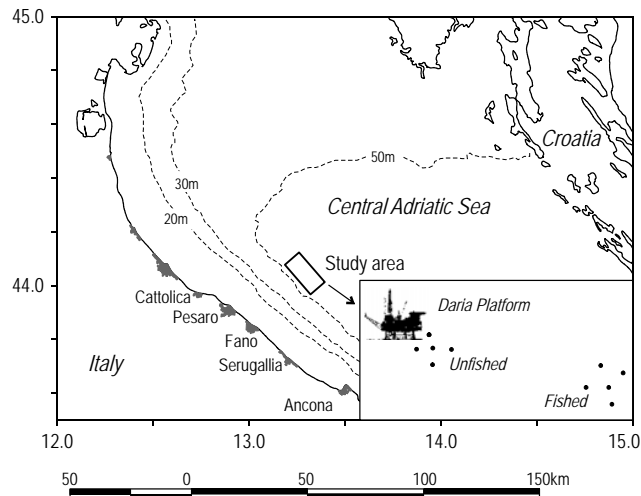 45.0
Croatia
50m
30m
Central Adriatic Sea
20m
44.0
Study area
Cattolica
Daria Platform
Pesaro
Fano
Italy
Serugallia
Unfished
Ancona
Fished
12.0 13.0 14.0 15.0
50 0 50 100 150km